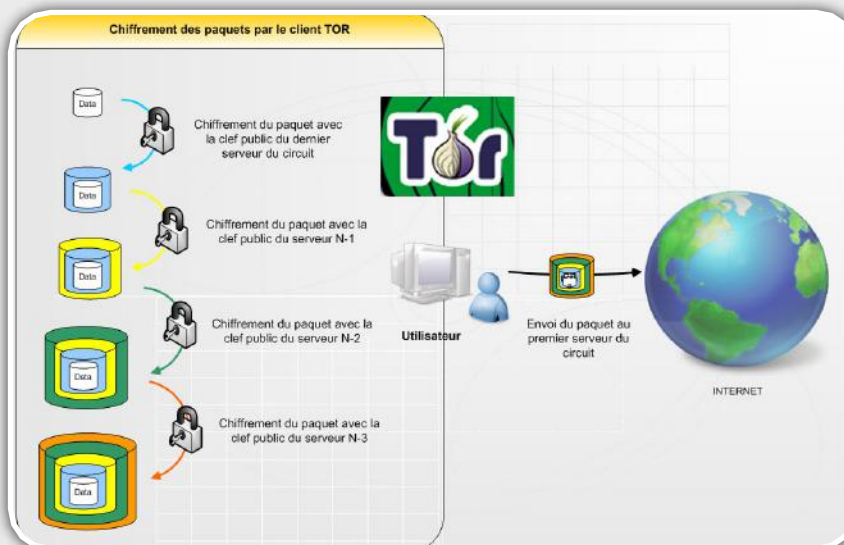 Chiffrement des paquets par le client TOR
Data
Chiffrement du paquet avec
la clef public du dernier
serveur du circuit
Data
Chiffrement du paquet avec la
clef public du serveur N-1
Data
Chiffrement du paquet avec la
clef public du serveur N-2
Data
Chiffrement du paquet avec la
clef public du serveur N-3
Data
Tor
Utilisateur
Envoi du paquet au
premier serveur du
circuit
INTERNET